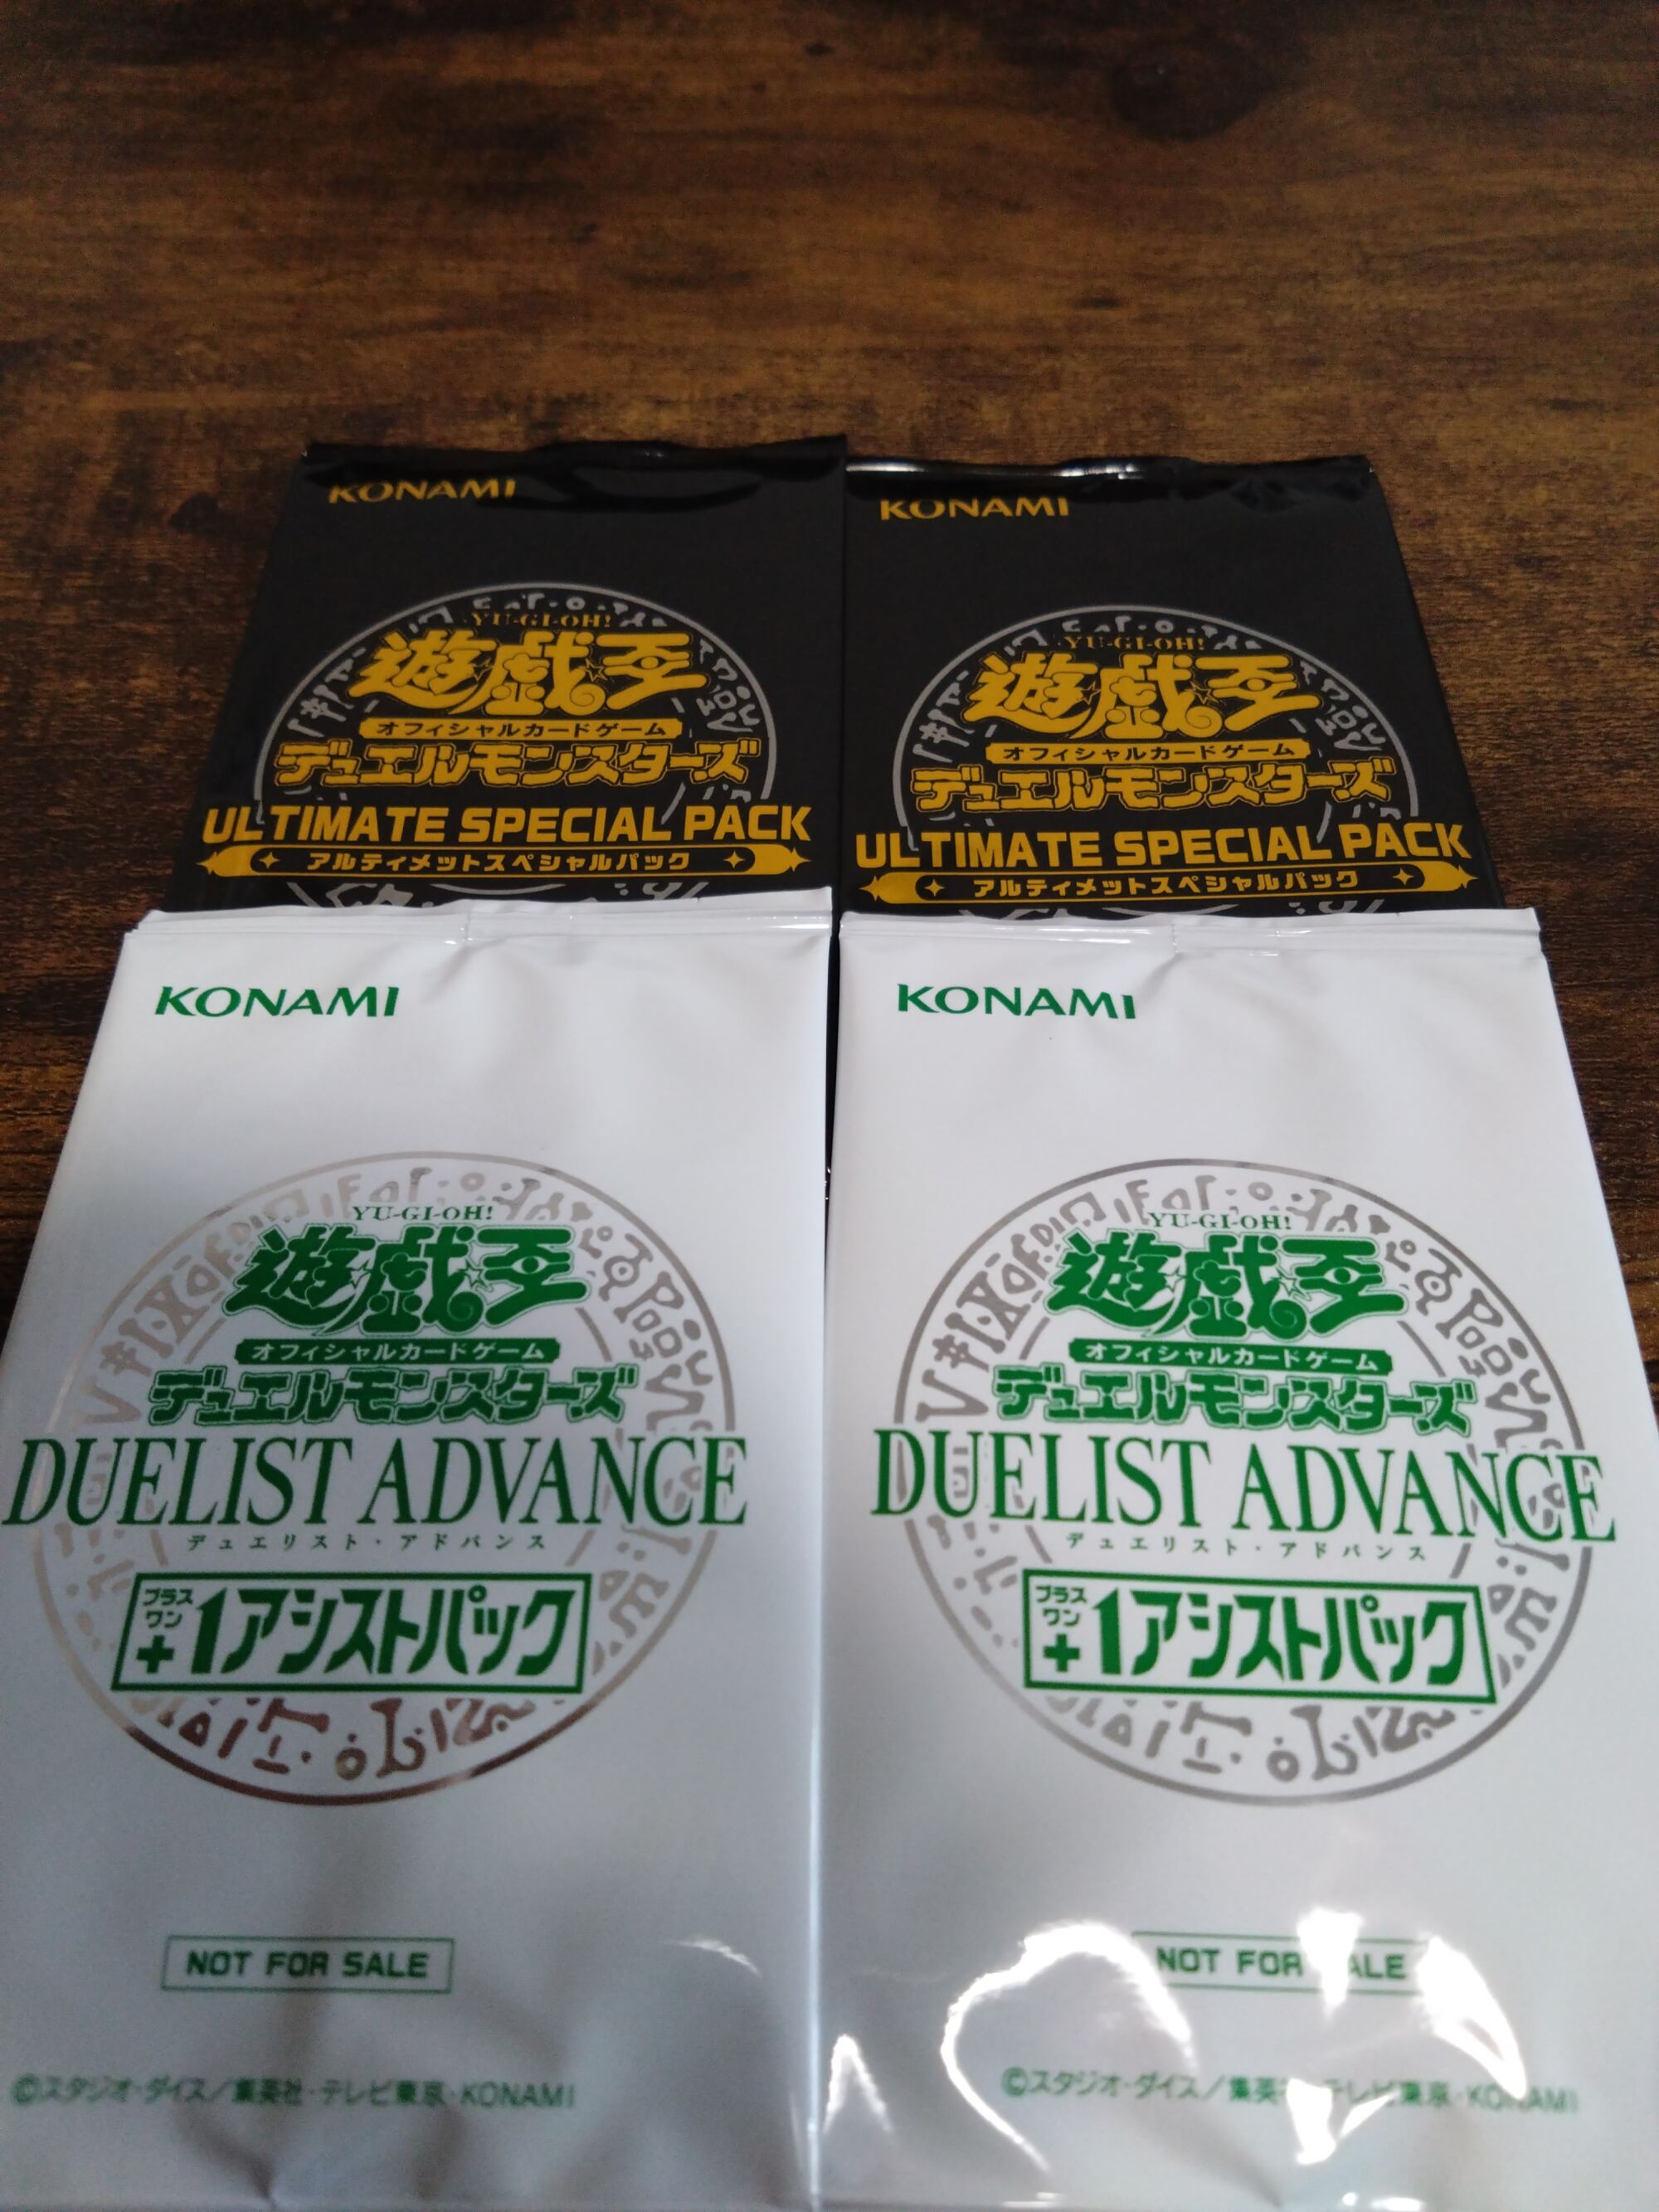 KONAMI
YU-GI-OH!
遊戯王
オフィシャルカードゲーム
デュエルモンスターズ
ULTIMATE SPECIAL PACK
アルティメットスペシャルパック
KONAMI
YU-GI-OH!
遊戯王
オフィシャルカードゲーム
デュエルモンスターズ
ULTIMATE SPECIAL PACK
アルティメットスペシャルパック
KONAMI
YU-GI-OH!
遊戯王
オフィシャルカードゲーム
デュエルモンスターズ
DUELIST ADVANCE
デュエリスト・アドバンス
プラスワン
+1アシストパック
NOT FOR SALE
©スタジオ・ダイス/集英社・テレビ東京・KONAMI
KONAMI
YU-GI-OH!
遊戯王
オフィシャルカードゲーム
デュエルモンスターズ
DUELIST ADVANCE
デュエリスト・アドバンス
プラスワン
+1アシストパック
NOT FOR SALE
©スタジオ・ダイス/集英社・テレビ東京・KONAMI